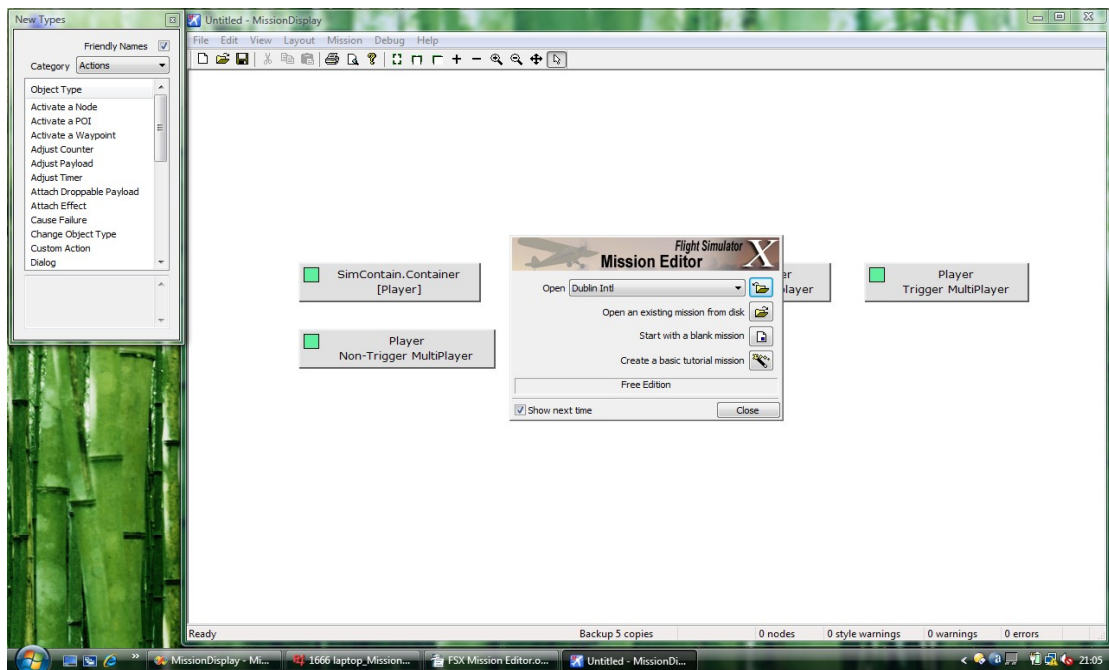 New Types
Friendly Names
Category Actions
Object Type
Activate a Node
Activate a POI
Activate a Waypoint
Adjust Counter
Adjust Payload
Adjust Timer
Attach Droppable Payload
Attach Effect
Cause Failure
Change Object Type
Custom Action
Dialog
Untitled - MissionDisplay
File Edit View Layout Mission Debug Help
SimContain.Container
[Player]
Player
Non-Trigger MultiPlayer
er
layer
Player
Trigger MultiPlayer
Flight Simulator X
Mission Editor
Open Dublin Intl
Open an existing mission from disk
Start with a blank mission
Create a basic tutorial mission
Free Edition
Show next time
Close
Ready Backup 5 copies 0 nodes 0 style warnings 0 warnings 0 errors
MissionDisplay - Mi... 1666 laptop_Mission... FSX Mission Editor.o... Untitled - MissionDi... 21:05